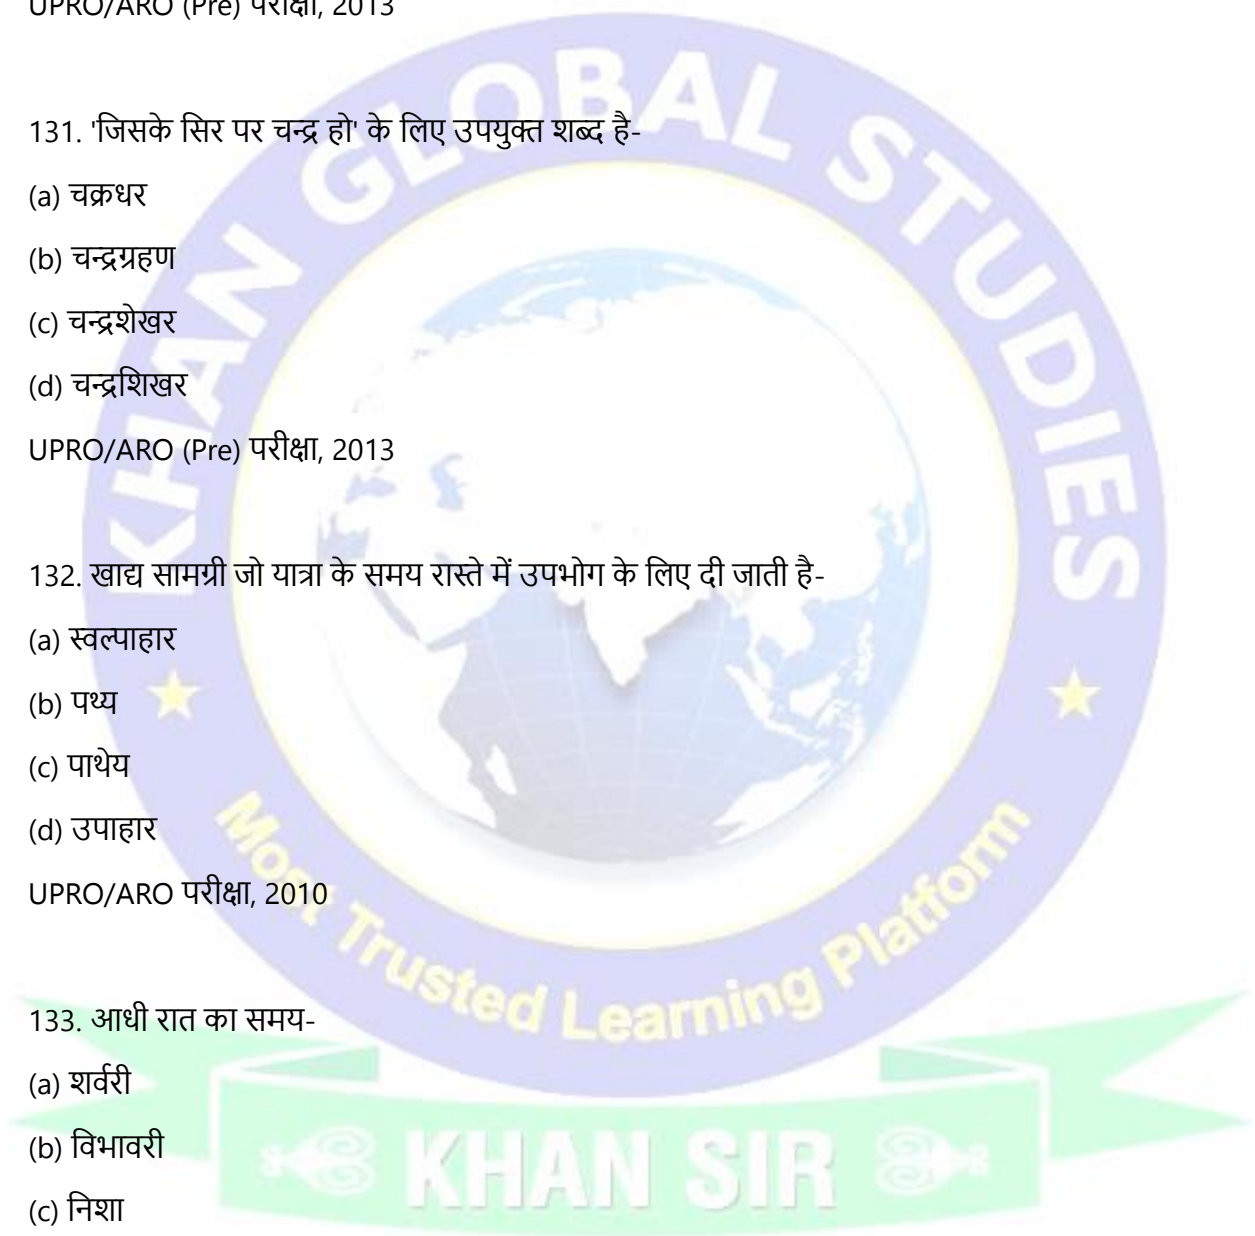 UPRO/ARO (Pre) परीक्षा, 2013
131. 'जिसके सिर पर चन्द्र हो' के लिए उपयुक्त शब्द है-
(a) चक्रधर
(b) चन्द्रग्रहण
(c) चन्द्रशेखर
(d) चन्द्रशिखर
UPRO/ARO (Pre) परीक्षा, 2013
132. खाद्य सामग्री जो यात्रा के समय रास्ते में उपभोग के लिए दी जाती है-
(a) स्वल्पाहार
(b) पथ्य
(c) पाथेय
(d) उपाहार
UPRO/ARO परीक्षा, 2010
133. आधी रात का समय-
(a) शर्वरी
(b) विभावरी
(c) निशा
KHAN GLOBAL STUDIES
Most Trusted Learning Platform
KHAN SIR